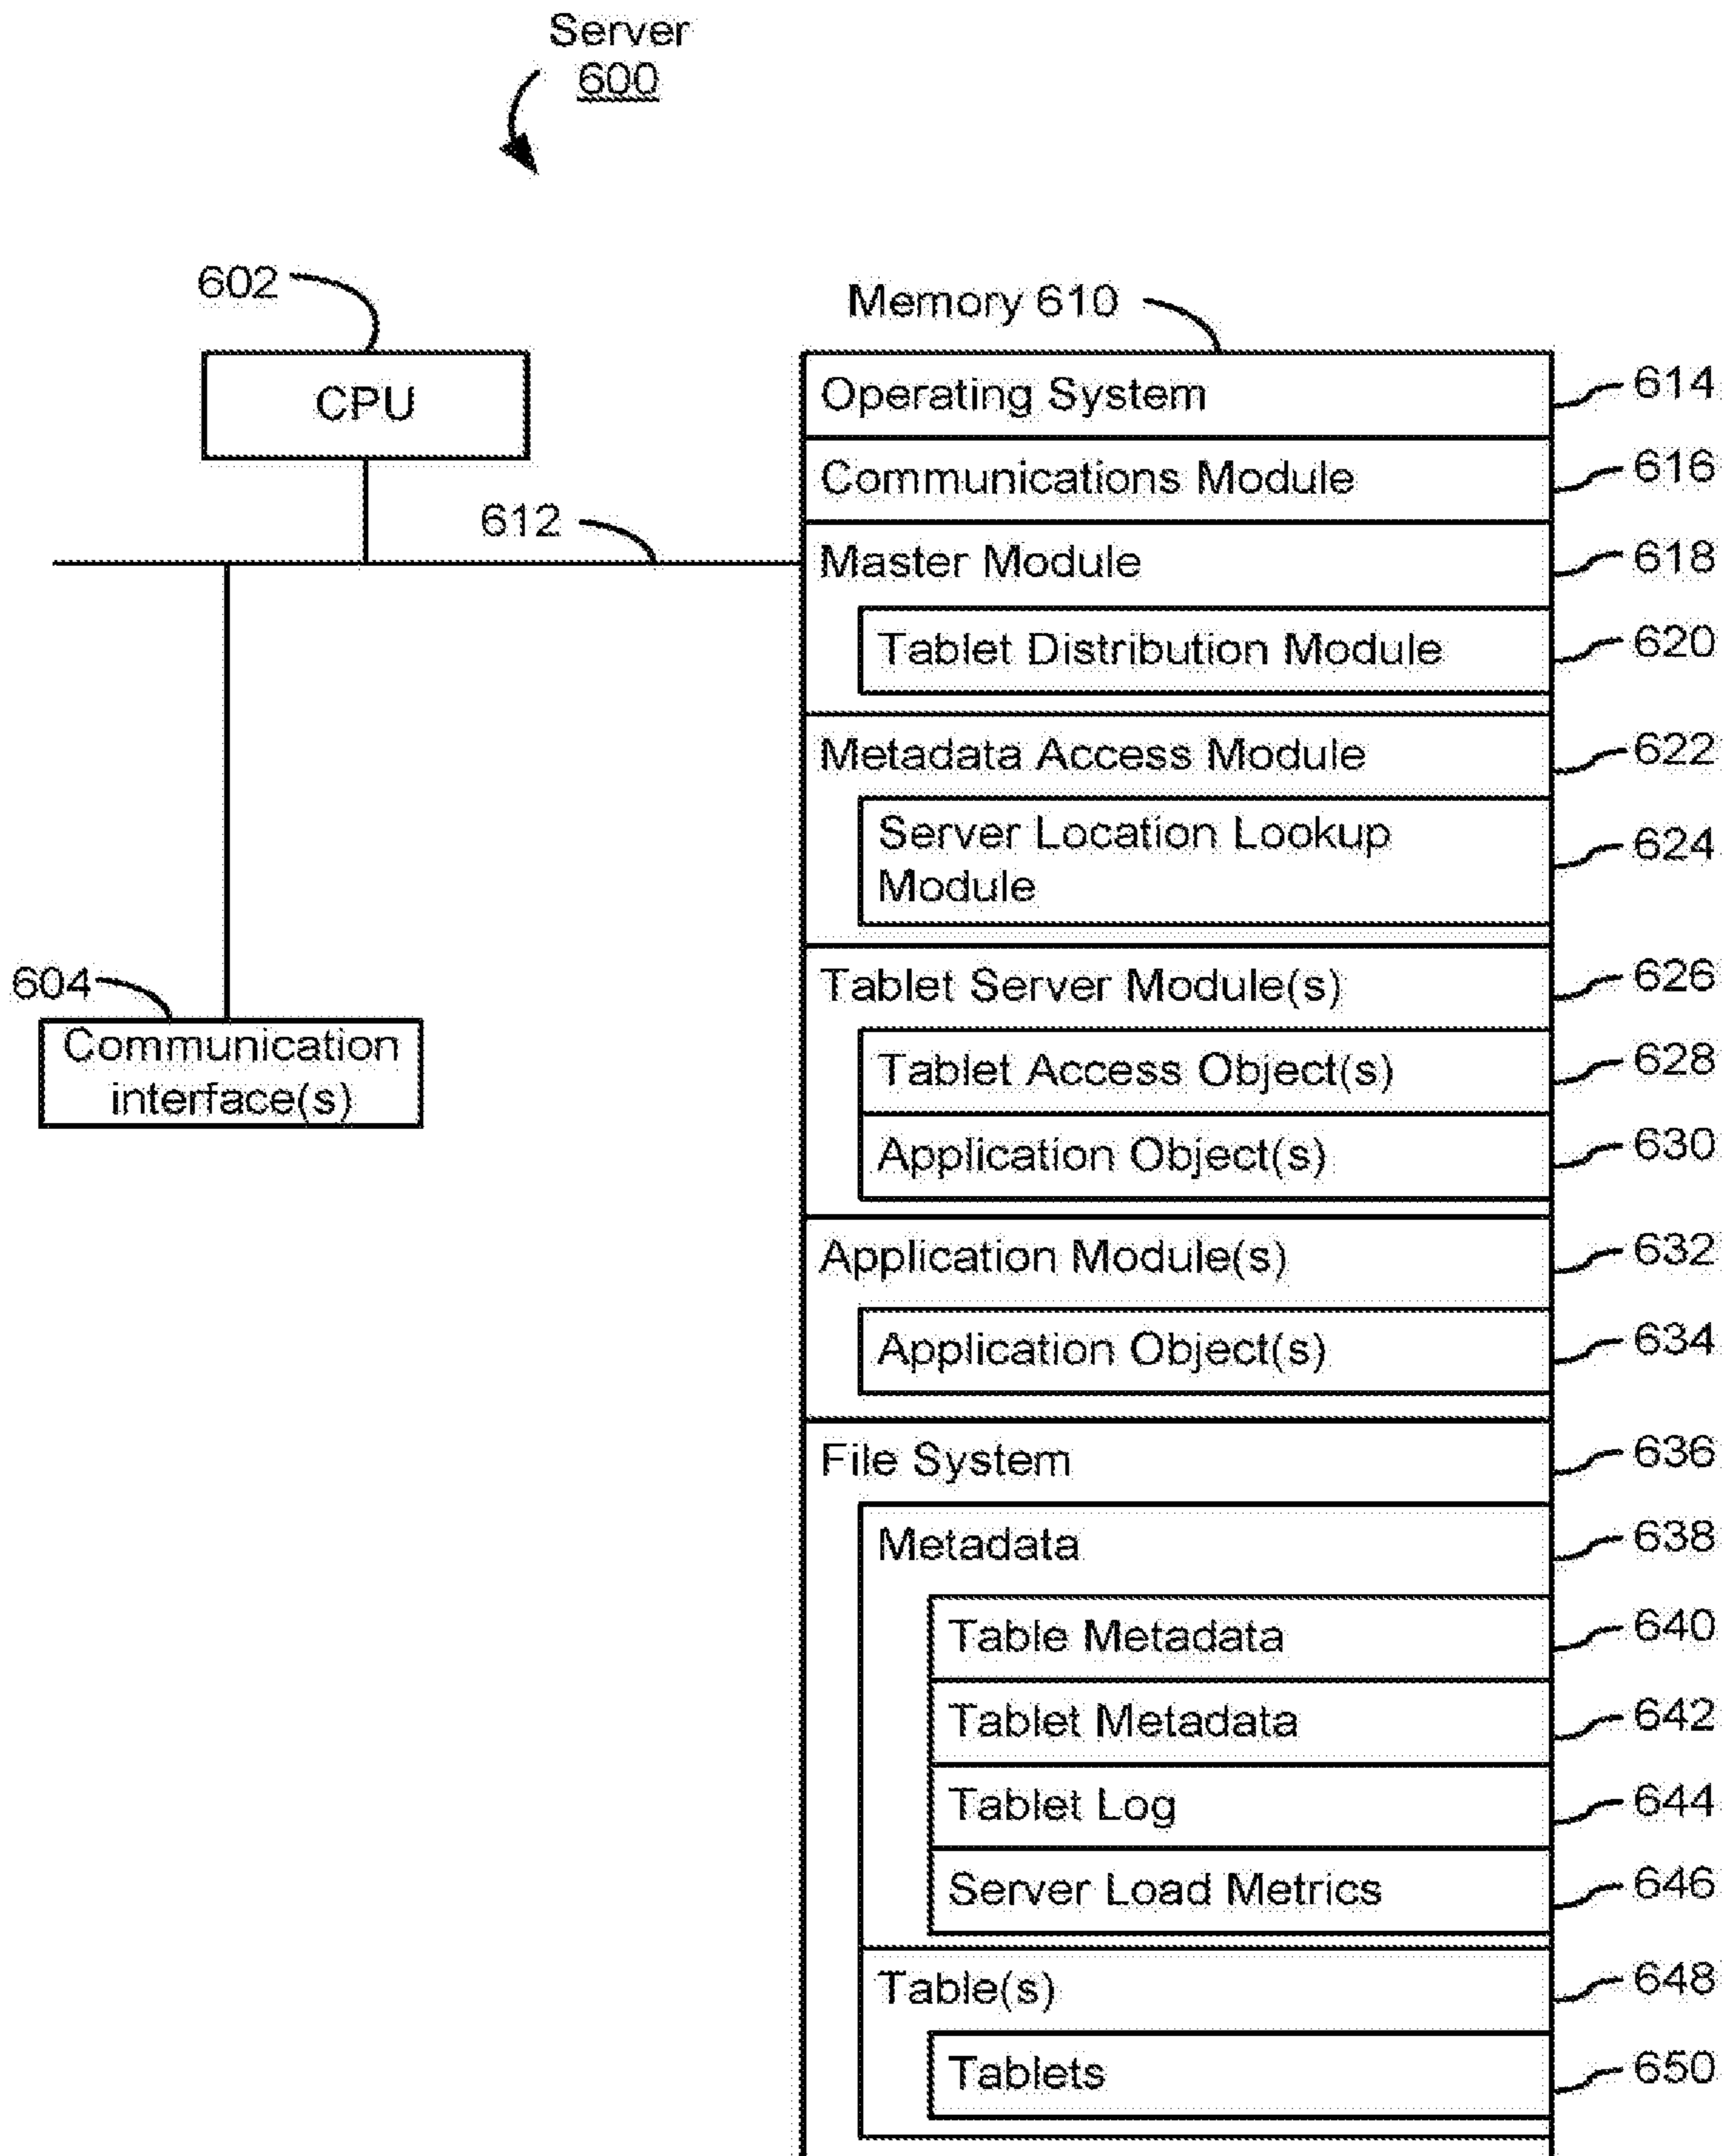 Server
600
602
CPU
612
604
Communication
interface(s)
Memory 610
Operating System 614
Communications Module 616
Master Module 618
Tablet Distribution Module 620
Metadata Access Module 622
Server Location Lookup
Module
624
Tablet Server Module(s) 626
Tablet Access Object(s) 628
Application Object(s) 630
Application Module(s) 632
Application Object(s) 634
File System 636
Metadata 638
Table Metadata 640
Tablet Metadata 642
Tablet Log 644
Server Load Metrics 646
Table(s) 648
Tablets 650